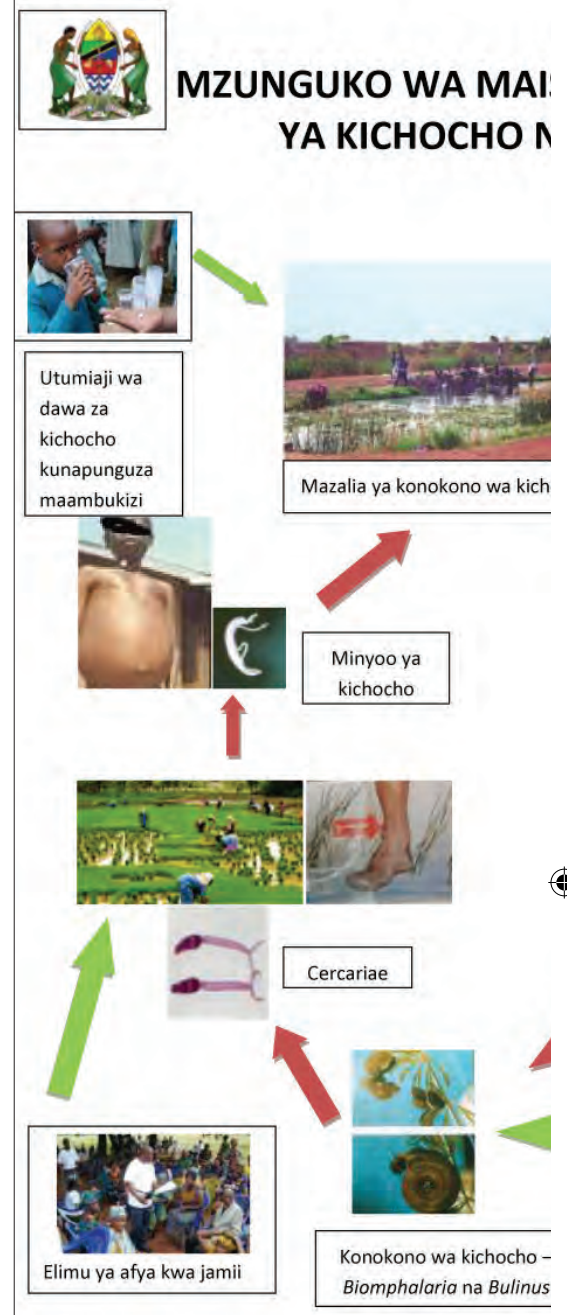 MZUNGUKO WA MAI
YA KICHOCHO
Utumiaji wa
dawa za
kichocho
kunapunguza
maambukizi
Mazalia ya konokono wa kich
Minyoo ya
kichocho
Cercariae
Elimu ya afya kwa jamii
Konokono wa kichocho –
Biomphalaria na Bulinus